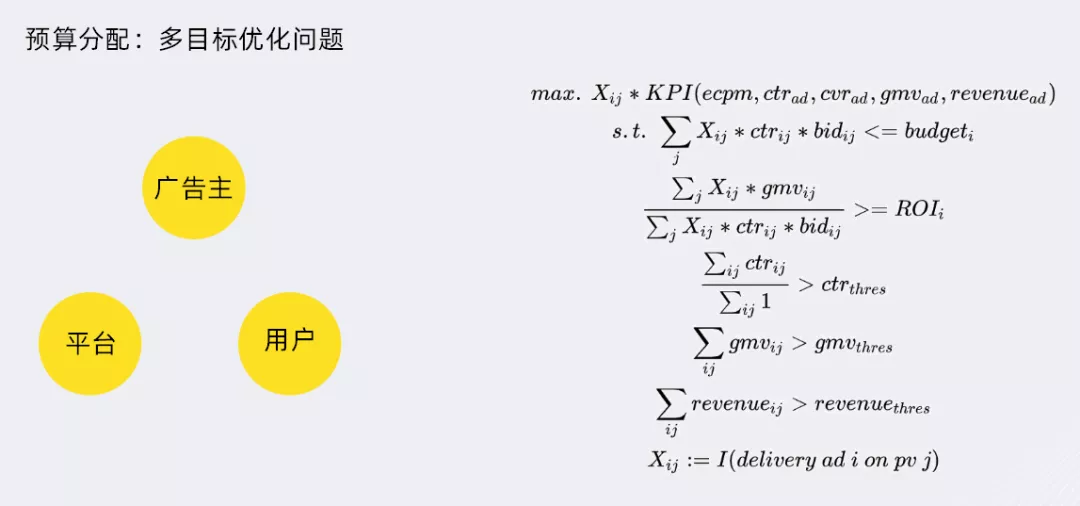 预算分配：多目标优化问题
广告主
平台
用户
max. X_{ij} * KPI(ecpm, ctr_{ad}, cvr_{ad}, gmv_{ad}, revenue_{ad})
s.t. \sum_j X_{ij} * ctr_{ij} * bid_{ij} <= budget_i
\frac{\sum_j X_{ij} * gmv_{ij}}{\sum_j X_{ij} * ctr_{ij} * bid_{ij}} >= ROI_i
\frac{\sum_{ij} ctr_{ij}}{\sum_{ij} 1} > ctr_{thres}
\sum_{ij} gmv_{ij} > gmv_{thres}
\sum_{ij} revenue_{ij} > revenue_{thres}
X_{ij} := I(delivery ad i on pv j)